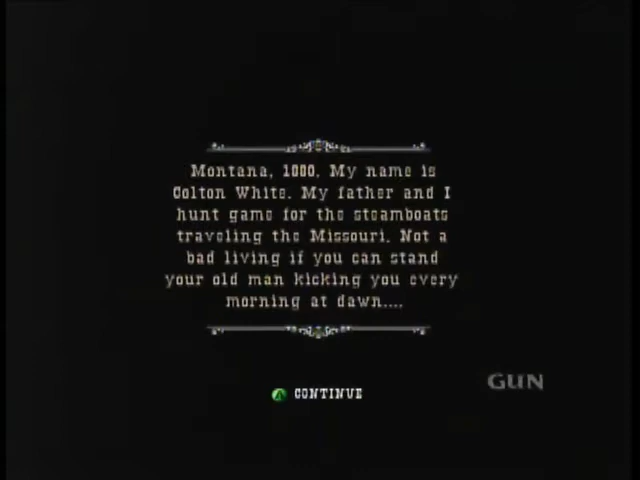 Montana, 1880. My name is
Colton White. My father and I
hunt game for the steamboats
traveling the Missouri. Not a
bad living if you can stand
your old man kicking you every
morning at dawn....
A CONTINUE
GUN